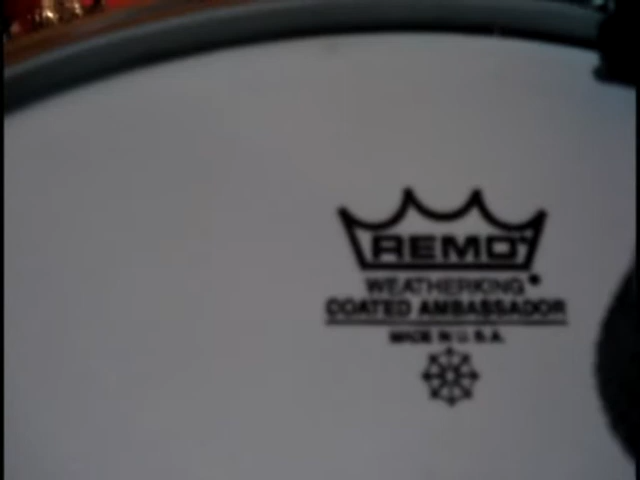 REMO
WEATHERKING
COATED AMBASSADOR
MADE IN U.S.A.